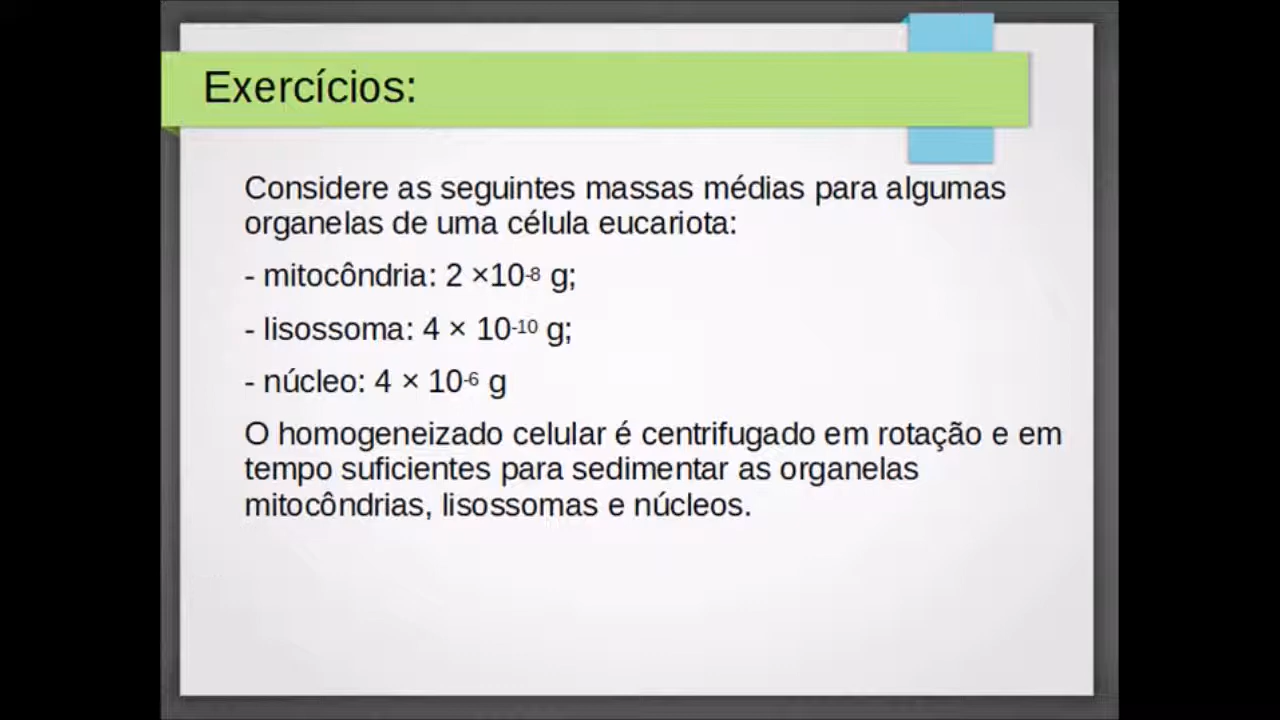 Exercícios:
Considere as seguintes massas médias para algumas
organelas de uma célula eucariota:
- mitocôndria: 2 ×10⁻⁸ g;
- lisossoma: 4 × 10⁻¹⁰ g;
- núcleo: 4 × 10⁻⁶ g
O homogeneizado celular é centrifugado em rotação e em
tempo suficientes para sedimentar as organelas
mitocôndrias, lisossomas e núcleos.